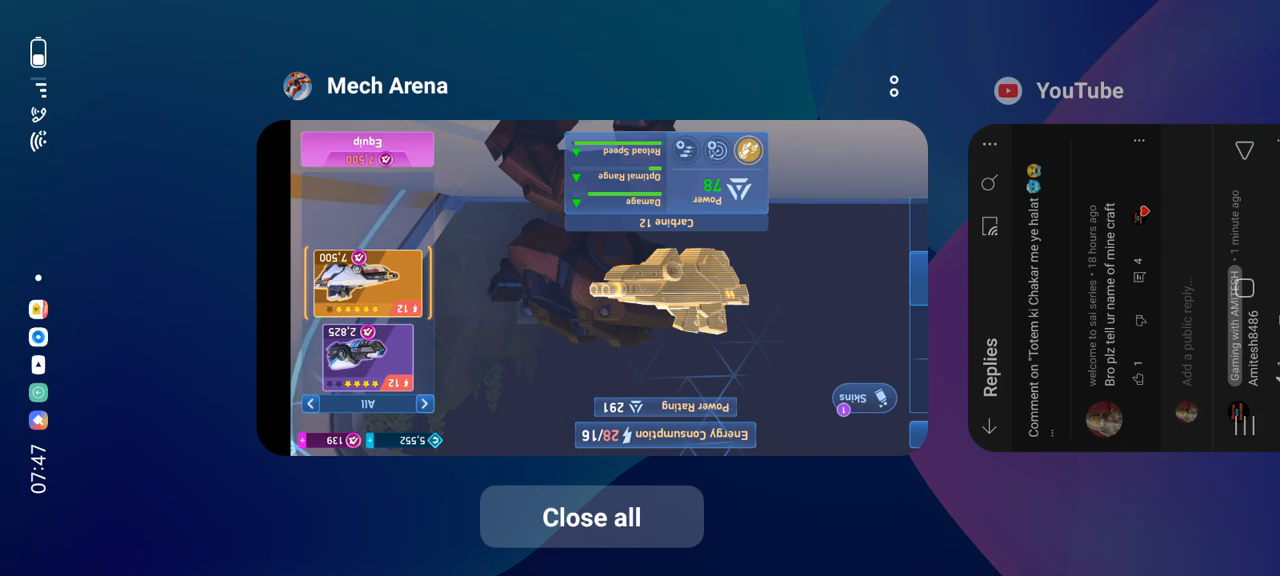 07:47
Mech Arena
YouTube
Equip
7,500
7,500
12
2,825
12
All
139
5,552
Reload Speed
Optimal Range
Damage
78
Power
Carbine 12
Power Rating 291
Energy Consumption 28/16
Skins
1
Replies
Comment on "Totem ki Chakar me ye halat 🥶😭
...
welcome to sai series • 18 hours ago
Bro plz tell ur name of mine craft
1
4
Add a public reply...
Gaming with AMITESH • 1 minute ago
Amitesh8486
Close all